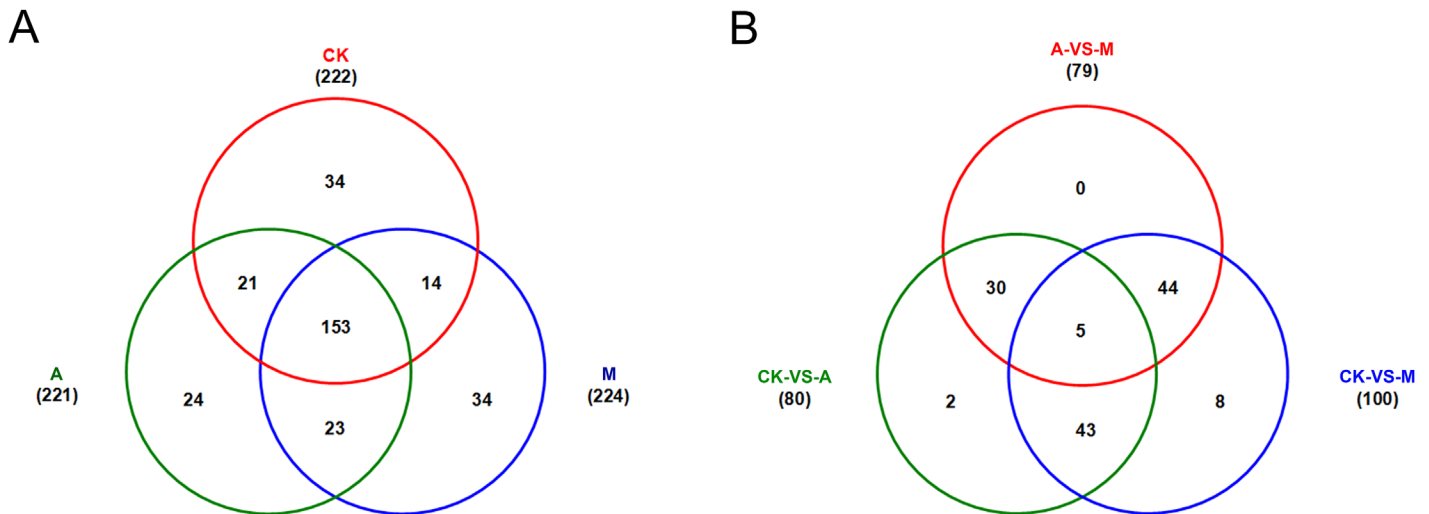 A
CK
(222)
34
21
14
153
A
(221)
24
23
34
M
(224)
B
A-VS-M
(79)
0
30
44
5
CK-VS-A
(80)
2
43
8
CK-VS-M
(100)